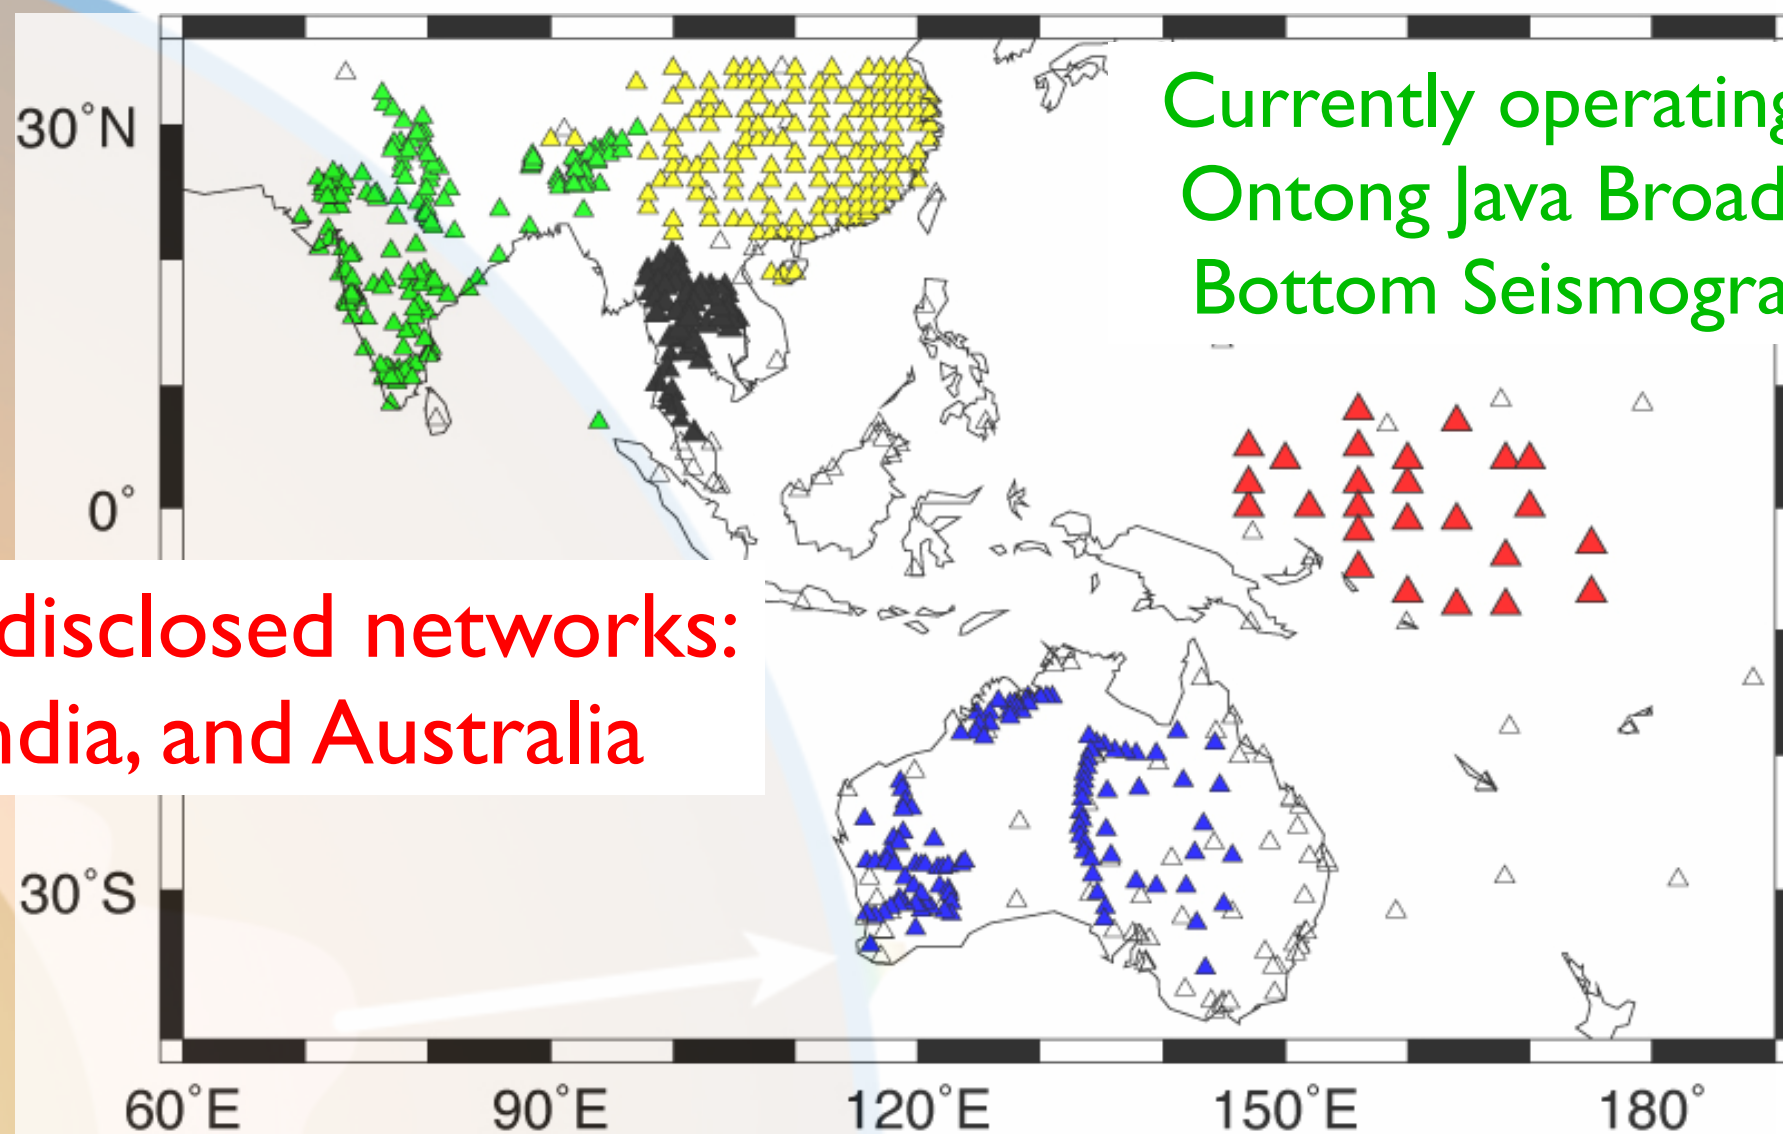 Currently operating
Ontong Java Broad
Bottom Seismogra
disclosed networks:
ndia, and Australia
30°N
0°
30°S
60°E
90°E
120°E
150°E
180°